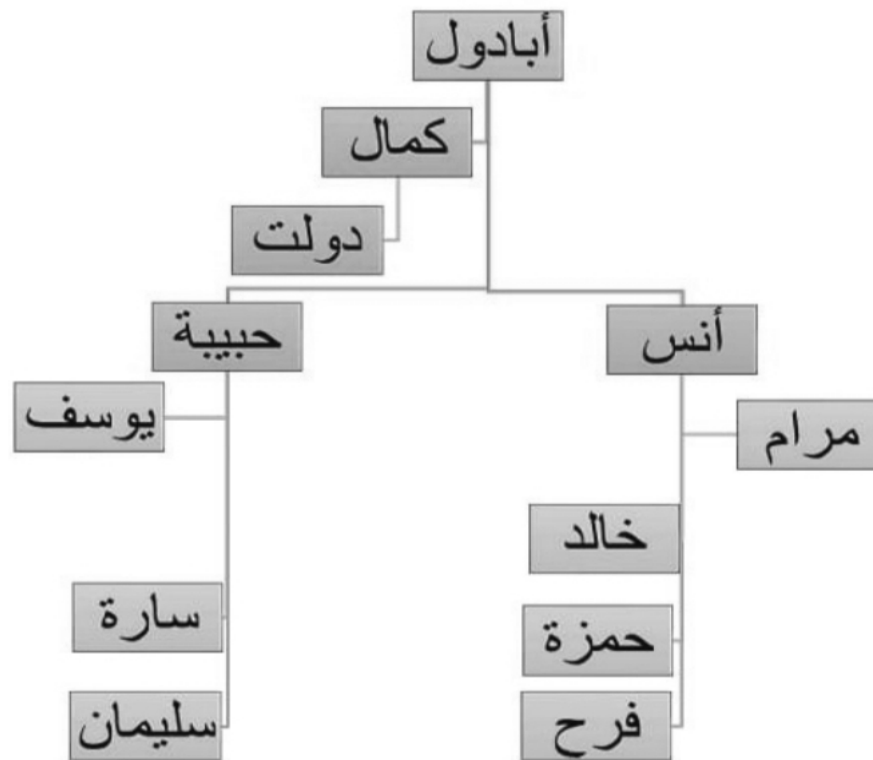 أبادول
كمال
دولت
أنس
حبيبة
مرام
يوسف
خالد
حمزة
سارة
فرح
سليمان